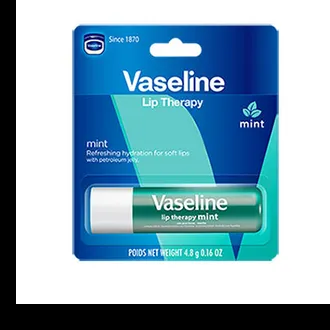 Since 1870
Vaseline
Lip Therapy
mint
mint
Refreshing hydration for soft lips
with petroleum jelly.
Vaseline
lip therapy mint
POIDS NET WEIGHT 4.8 g 0.16 OZ